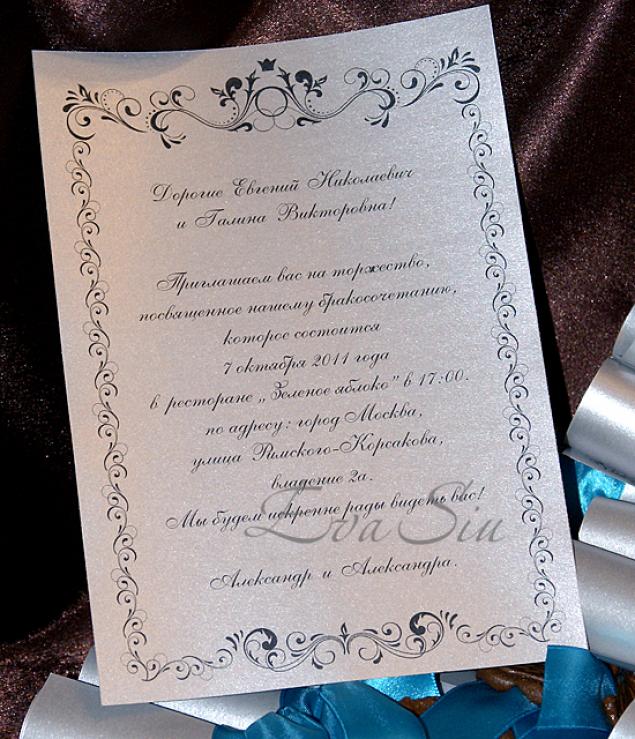 Дорогие Евгений Николаевич
и Галина Викторовна!
Приглашаем вас на торжество,
посвященное нашему бракосочетанию,
которое состоится
7 октября 2011 года
в ресторане „Зеленое яблоко” в 17:00.
по адресу: город Москва,
улица Римского-Корсакова,
владение 2а.
Мы будем искренне рады видеть вас!
Eva Siu
Александр и Александра.